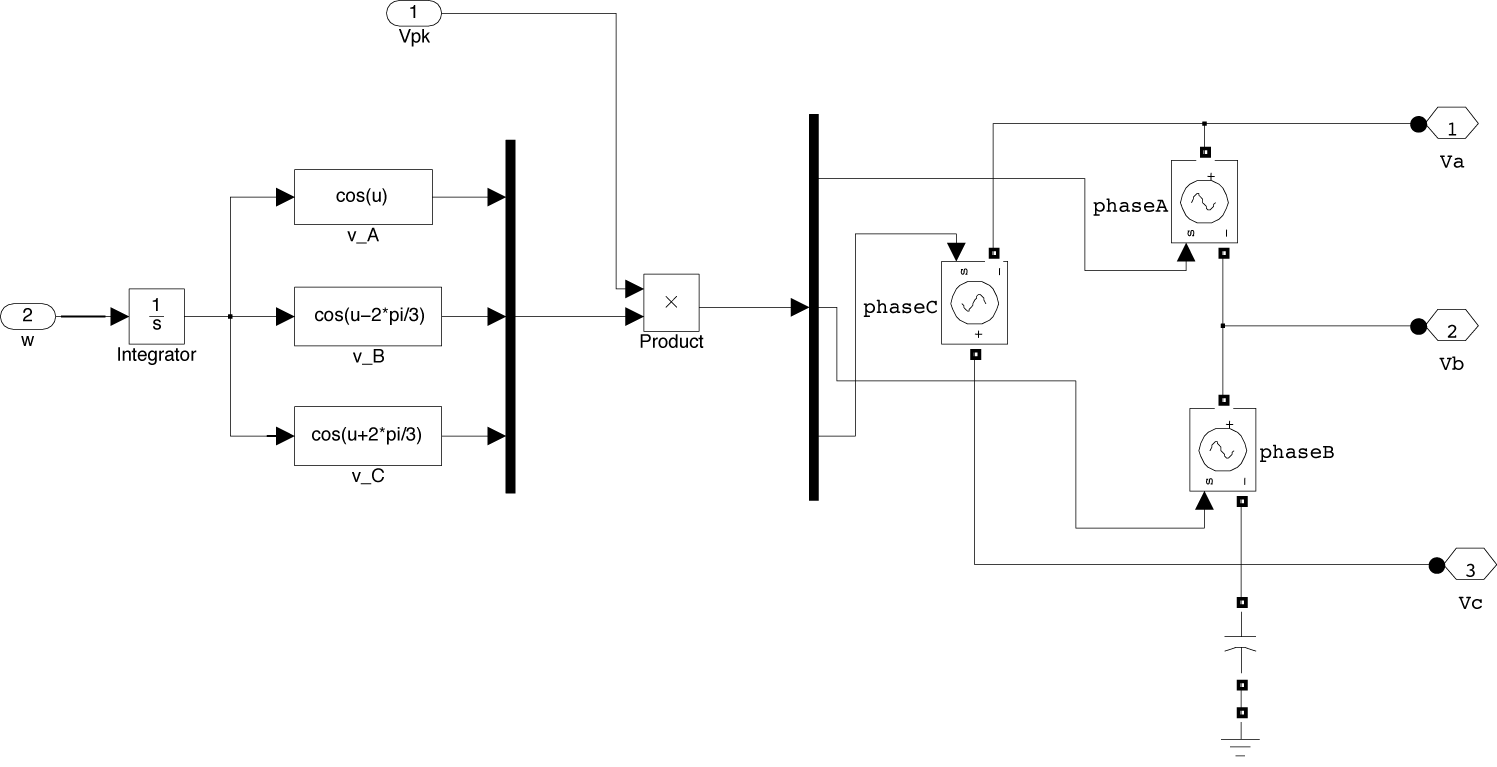 1
Vpk
1
Va
cos(u)
v_A
+
phaseA
s −
2
w
1
s
Integrator
cos(u−2*pi/3)
v_B
×
Product
s −
phaseC
+
2
Vb
cos(u+2*pi/3)
v_C
+
phaseB
s −
3
Vc